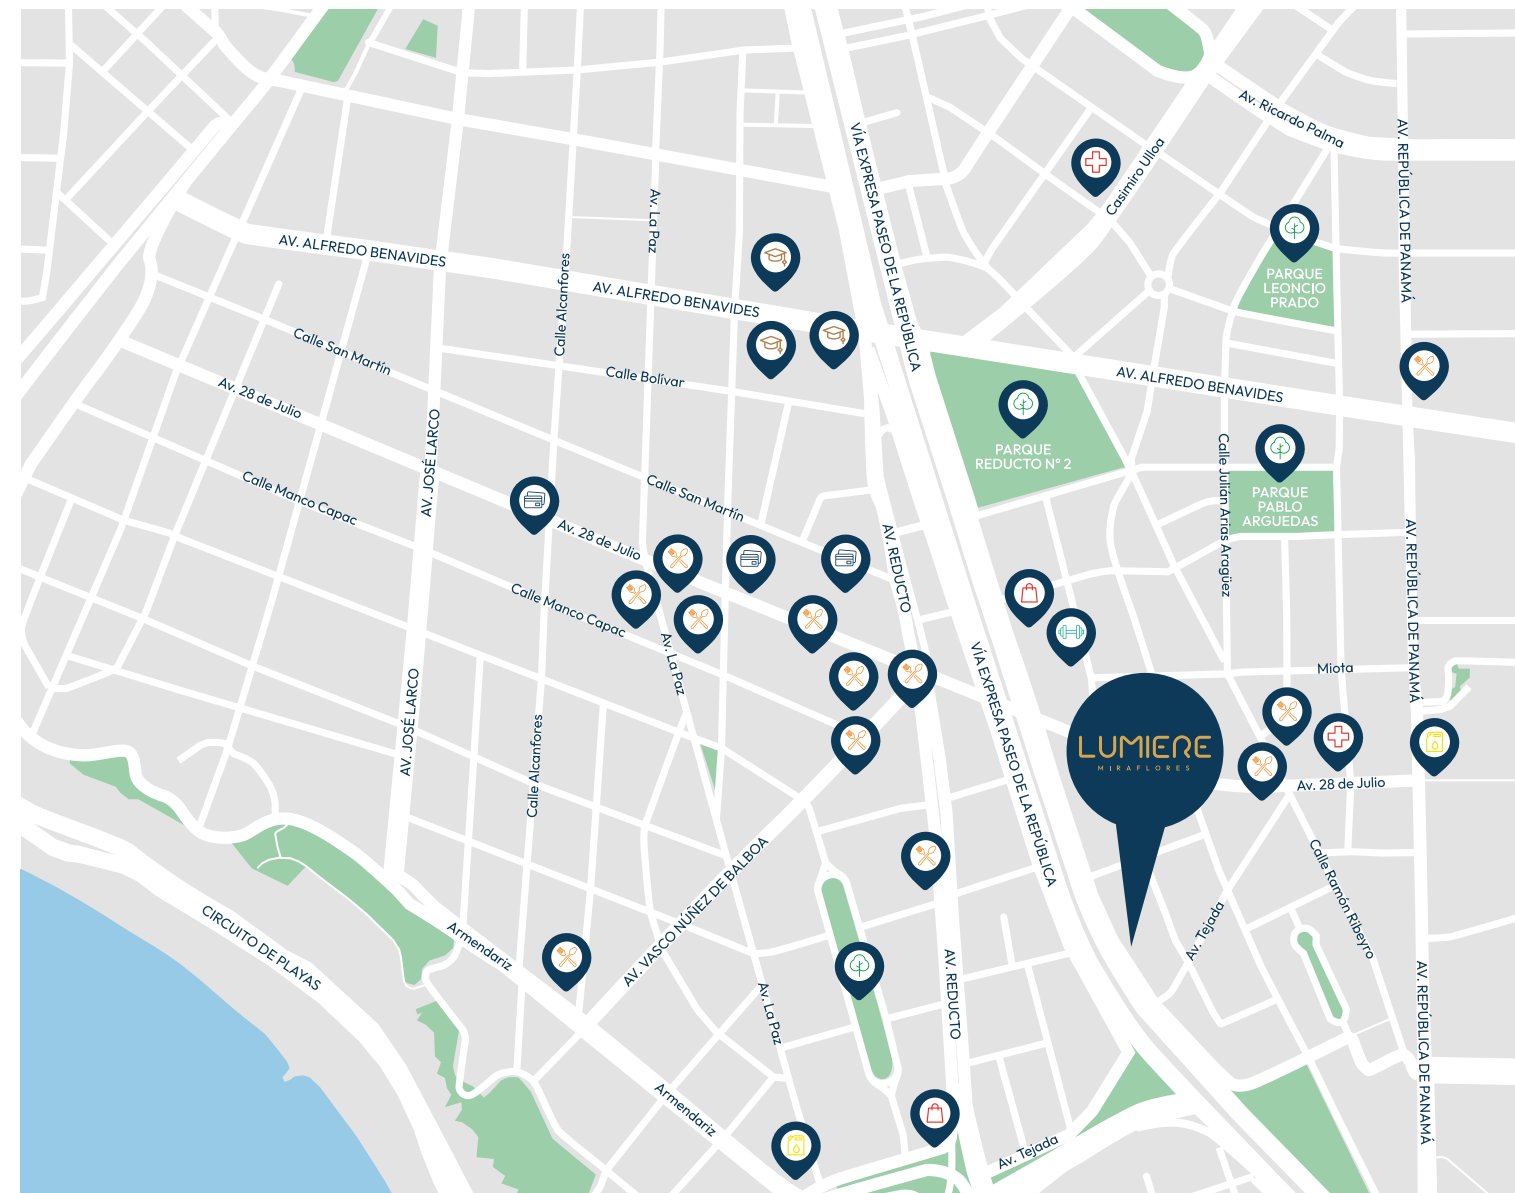 Av. Ricardo Palma
AV. REPÚBLICA DE PANAMÁ
VÍA EXPRESA PASEO DE LA REPÚBLICA
Casimiro Ulloa
Av. La Paz
AV. ALFREDO BENAVIDES
Calle Alcanfores
AV. ALFREDO BENAVIDES
PARQUE
LEONCIO
PRADO
Calle San Martín
Calle Bolívar
AV. ALFREDO BENAVIDES
Av. 28 de Julio
AV. JOSÉ LARCO
PARQUE
REDUCTO N° 2
Calle Julián Arias Aragüez
PARQUE
PABLO
ARGUEDAS
Calle Manco Capac
Calle San Martín
Av. 28 de Julio
AV. REDUCTO
AV. REPÚBLICA DE PANAMÁ
Calle Manco Capac
Av. La Paz
VÍA EXPRESA PASEO DE LA REPÚBLICA
Miota
AV. JOSÉ LARCO
Calle Alcanfores
LUMIERE
MIRAFLORES
Av. 28 de Julio
AV. VASCO NÚÑEZ DE BALBOA
Calle Ramón Ribeyro
CIRCUITO DE PLAYAS
Armendariz
Av. Tejada
Av. La Paz
AV. REDUCTO
AV. REPÚBLICA DE PANAMÁ
Armendariz
Av. Tejada